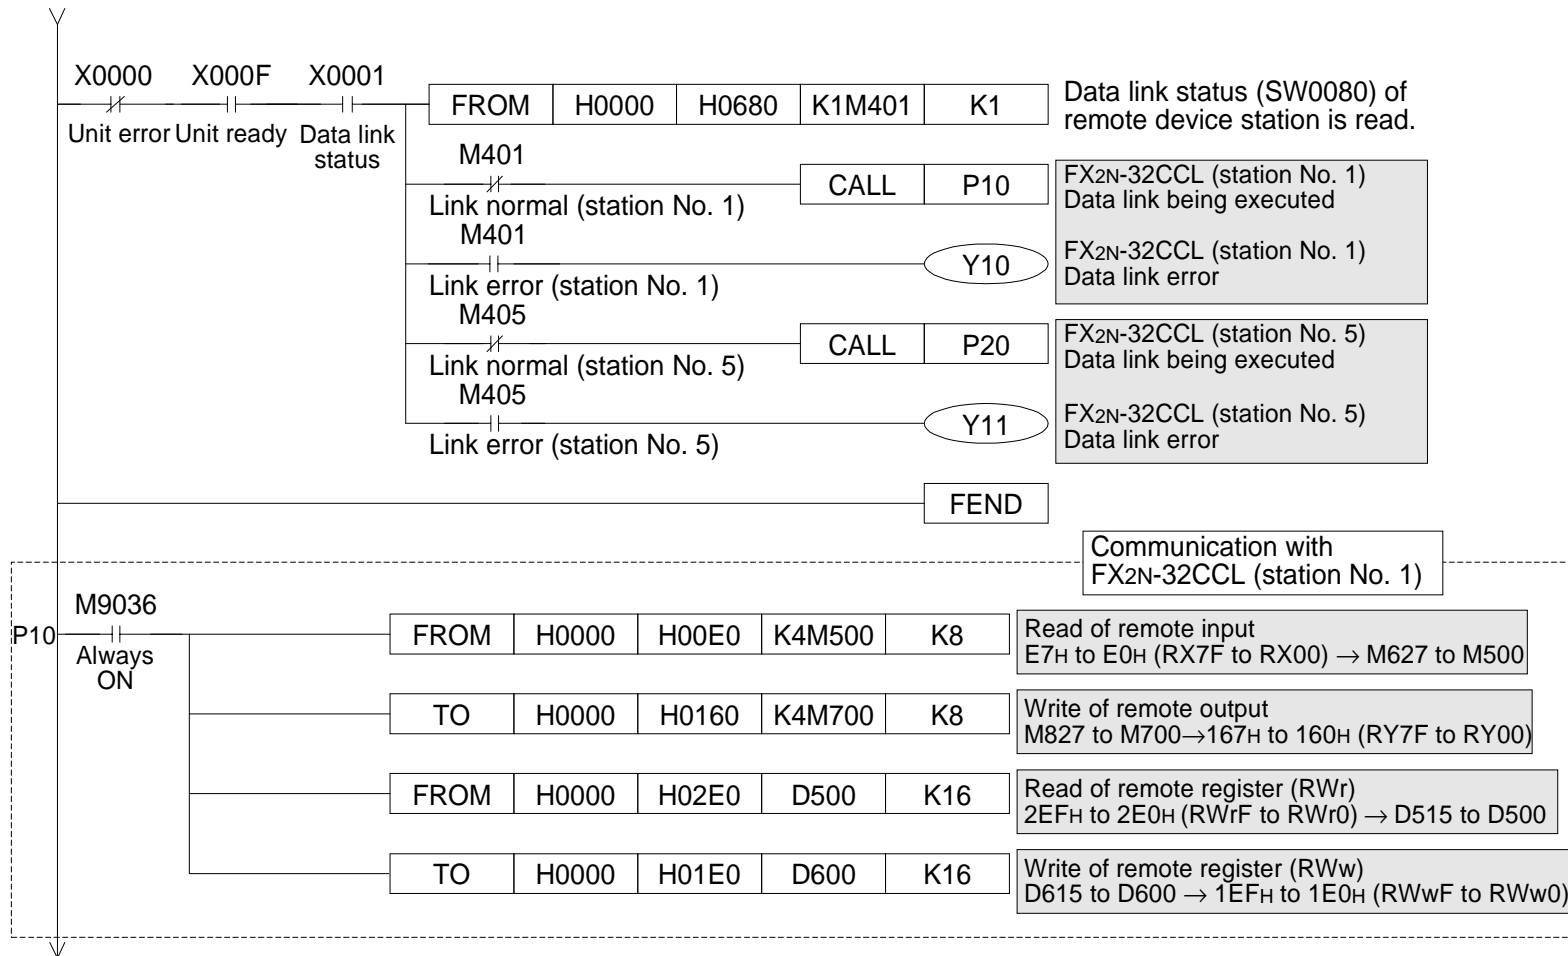 X0000 X000F X0001
FROM H0000 H0680 K1M401 K1
Data link status (SW0080) of
remote device station is read.
Unit error Unit ready Data link
status
M401
CALL P10
FX2N-32CCL (station No. 1)
Data link being executed
Link normal (station No. 1)
M401
Y10
FX2N-32CCL (station No. 1)
Data link error
Link error (station No. 1)
M405
CALL P20
FX2N-32CCL (station No. 5)
Data link being executed
Link normal (station No. 5)
M405
Y11
FX2N-32CCL (station No. 5)
Data link error
Link error (station No. 5)
FEND
Communication with
FX2N-32CCL (station No. 1)
M9036
P10
Always
ON
FROM H0000 H00E0 K4M500 K8
Read of remote input
E7H to E0H (RX7F to RX00) → M627 to M500
TO H0000 H0160 K4M700 K8
Write of remote output
M827 to M700→167H to 160H (RY7F to RY00)
FROM H0000 H02E0 D500 K16
Read of remote register (RWr)
2EFH to 2E0H (RWrF to RWr0) → D515 to D500
TO H0000 H01E0 D600 K16
Write of remote register (RWw)
D615 to D600 → 1EFH to 1E0H (RWwF to RWw0)